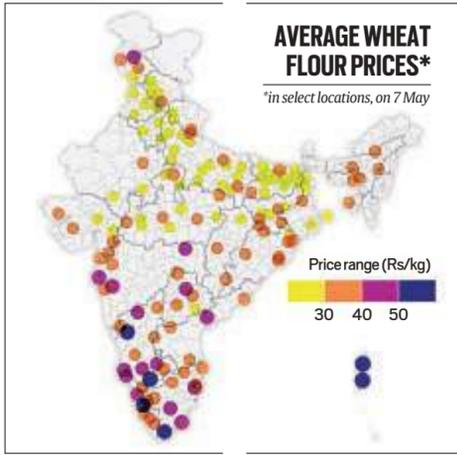 AVERAGE WHEAT
FLOUR PRICES*
*in select locations, on 7 May
Price range (Rs/kg)
30 40 50